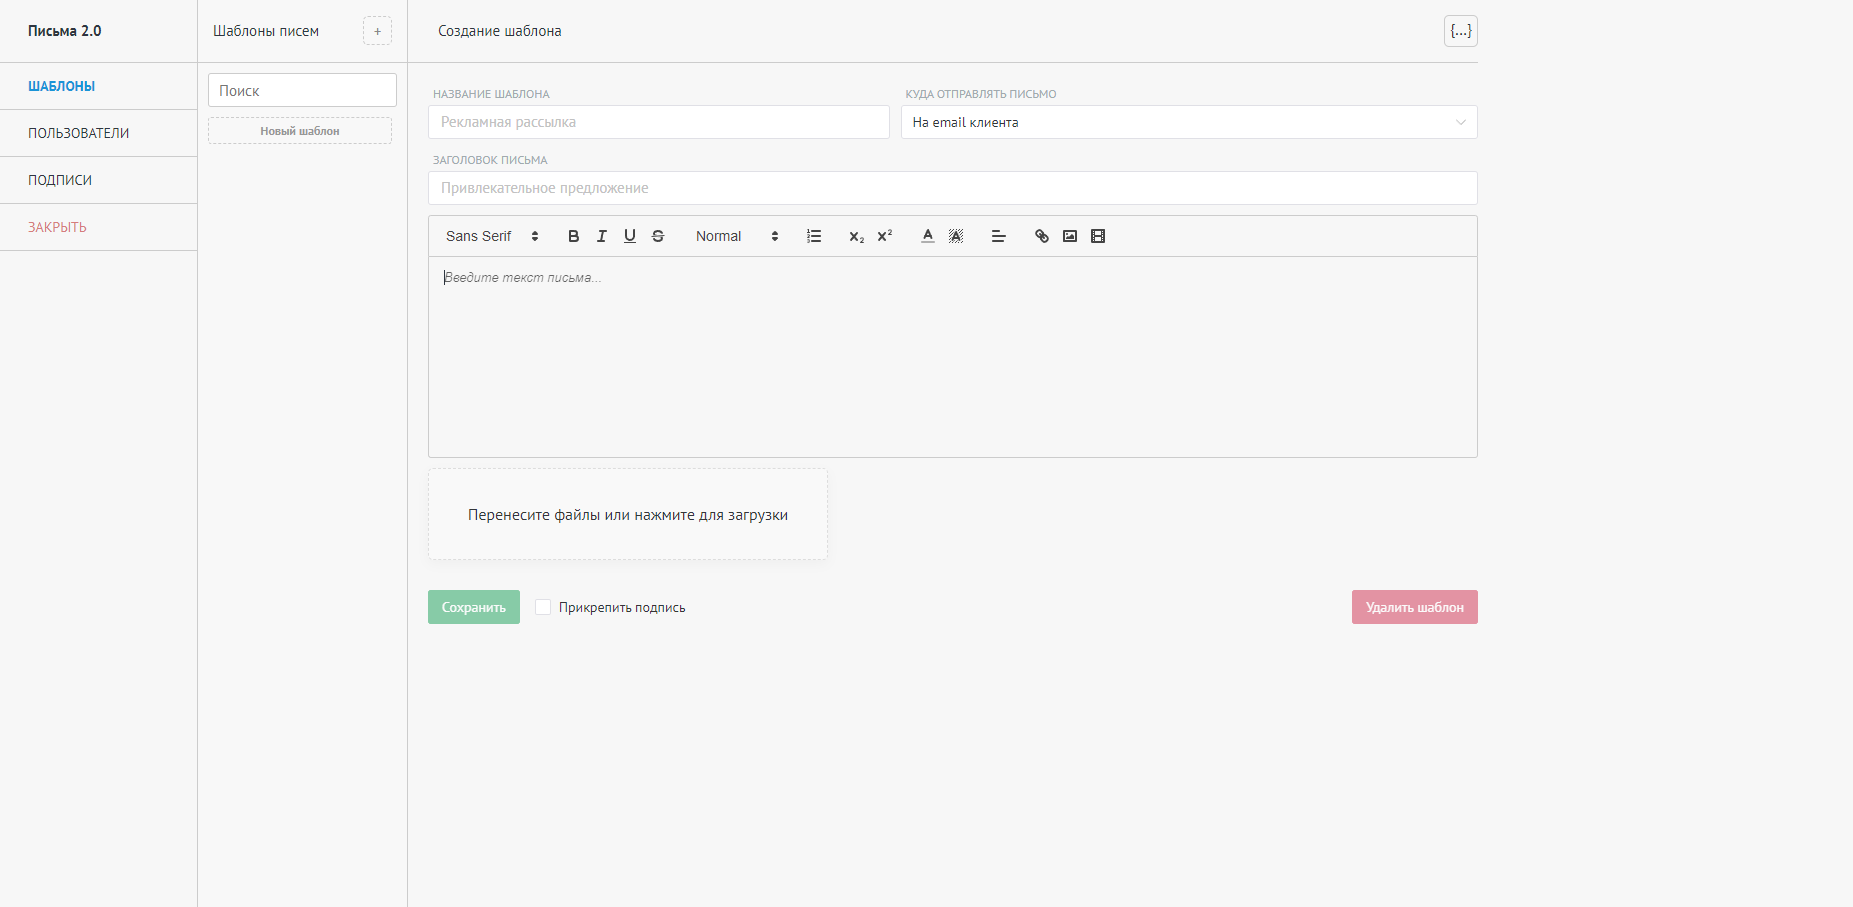 Письма 2.0
ШАБЛОНЫ
ПОЛЬЗОВАТЕЛИ
ПОДПИСИ
ЗАКРЫТЬ
Шаблоны писем +
Поиск
Новый шаблон
Создание шаблона {...}
НАЗВАНИЕ ШАБЛОНА КУДА ОТПРАВЛЯТЬ ПИСЬМО
Рекламная рассылка На email клиента
ЗАГОЛОВОК ПИСЬМА
Привлекательное предложение
Sans Serif B I U S Normal X₂ X² A A
Введите текст письма...
Перенесите файлы или нажмите для загрузки
Сохранить Прикрепить подпись Удалить шаблон